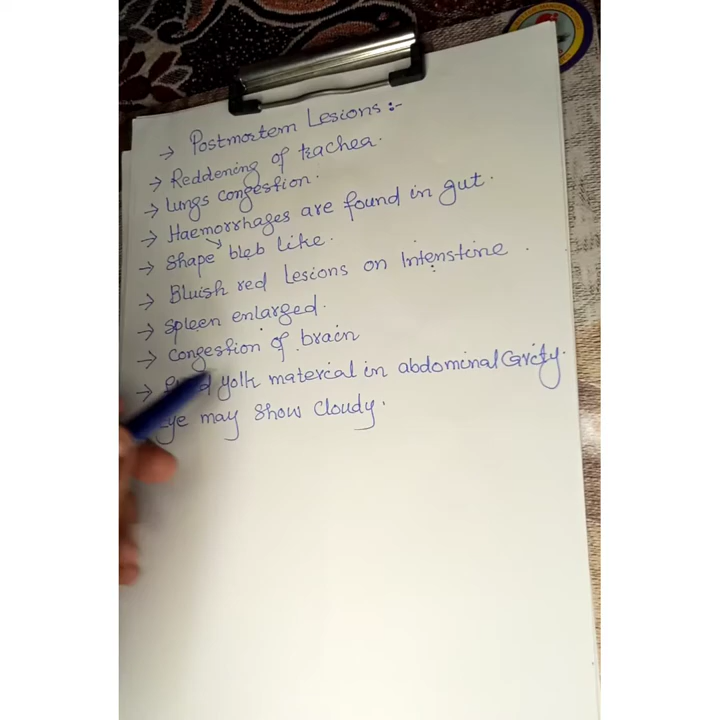 → Postmortem Lesions :-
→ Reddening of trachea.
→ Lungs congestion.
→ Haemorrhages are found in gut.
→ Shape bleb like.
→ Bluish red Lesions on Intenstine.
→ Spleen enlarged.
→ Congestion of brain
→ yolk material in abdominal Cavity.
may show cloudy.